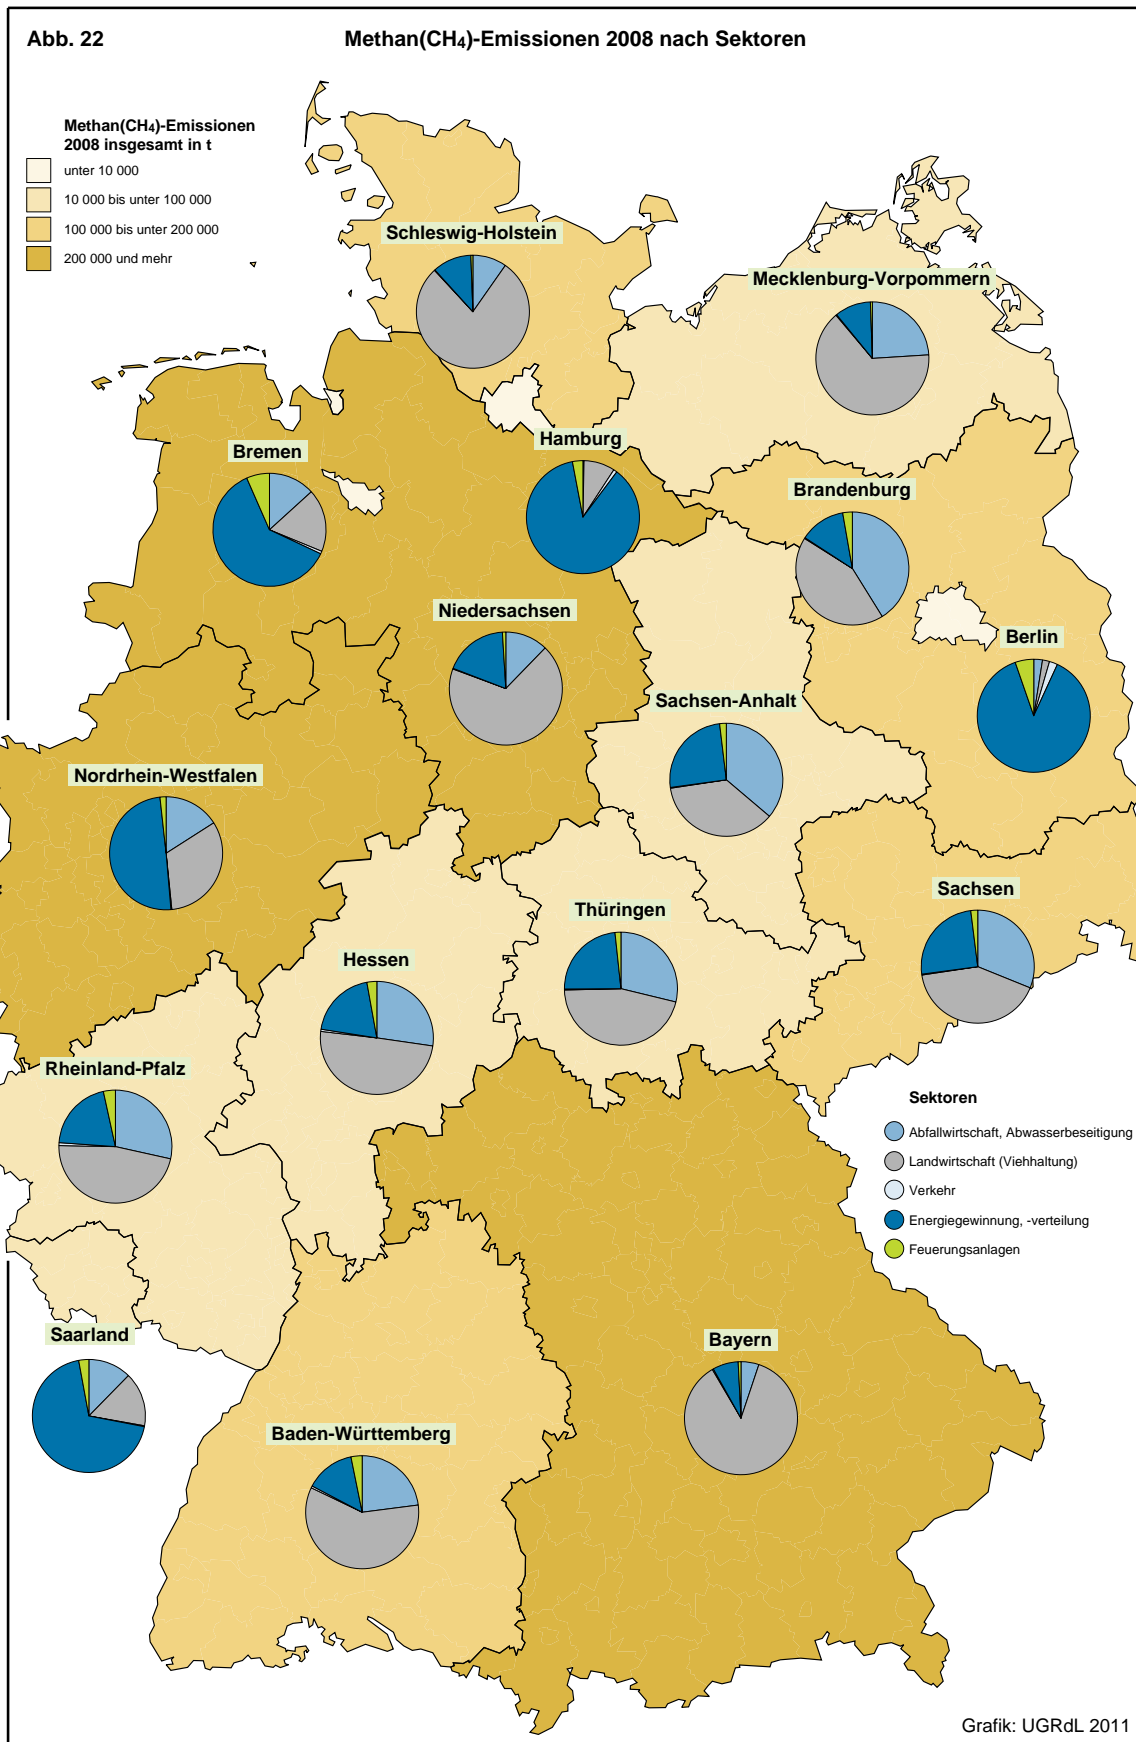 Abb. 22
Methan(CH4)-Emissionen 2008 nach Sektoren
Methan(CH4)-Emissionen
2008 insgesamt in t
unter 10 000
10 000 bis unter 100 000
100 000 bis unter 200 000
200 000 und mehr
Schleswig-Holstein
Mecklenburg-Vorpommern
Hamburg
Bremen
Brandenburg
Niedersachsen
Berlin
Sachsen-Anhalt
Nordrhein-Westfalen
Sachsen
Thüringen
Hessen
Rheinland-Pfalz
Sektoren
Abfallwirtschaft, Abwasserbeseitigung
Landwirtschaft (Viehhaltung)
Verkehr
Energiegewinnung, -verteilung
Feuerungsanlagen
Saarland
Bayern
Baden-Württemberg
Grafik: UGRdL 2011